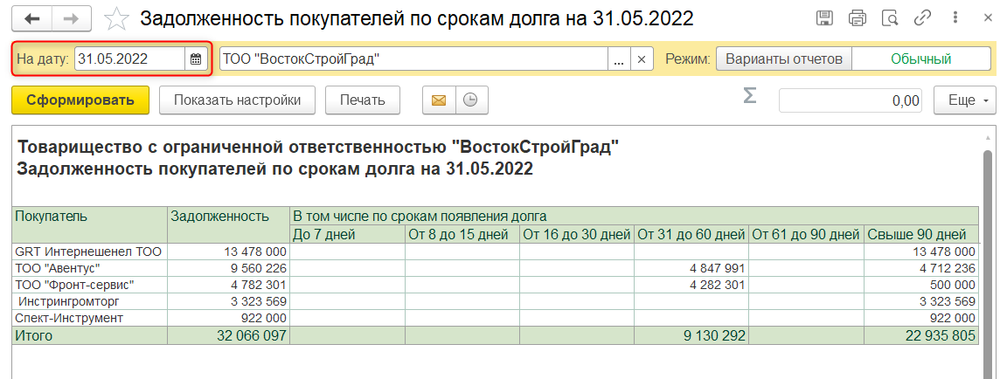 Задолженность покупателей по срокам долга на 31.05.2022
На дату: 31.05.2022 ТОО "ВостокСтройГрад" ... × Режим: Варианты отчетов Обычный
Сформировать Показать настройки Печать Σ 0,00 Еще
Товарищество с ограниченной ответственностью "ВостокСтройГрад"
Задолженность покупателей по срокам долга на 31.05.2022
Покупатель Задолженность В том числе по срокам появления долга
До 7 дней От 8 до 15 дней От 16 до 30 дней От 31 до 60 дней От 61 до 90 дней Свыше 90 дней
GRT Интернешенел ТОО 13 478 000 13 478 000
ТОО "Авентус" 9 560 226 4 847 991 4 712 236
ТОО "Фронт-сервис" 4 782 301 4 282 301 500 000
Инстрингромторг 3 323 569 3 323 569
Спект-Инструмент 922 000 922 000
Итого 32 066 097 9 130 292 22 935 805